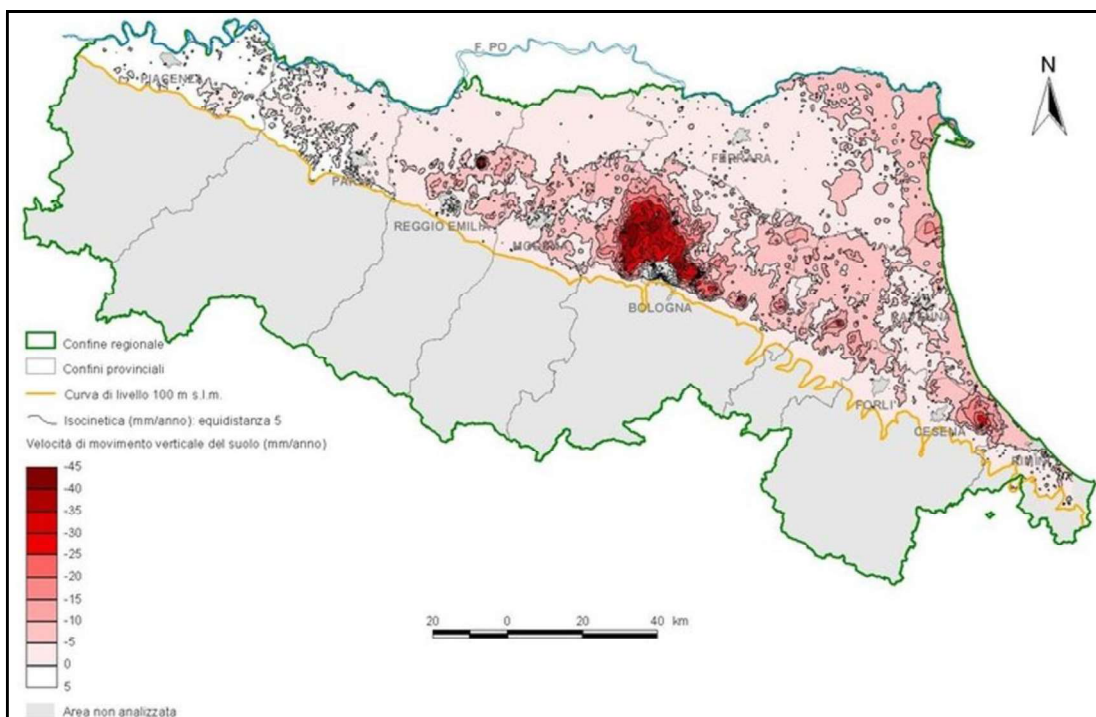 F. PO
N
PIACENZA
FERRARA
PARMA
REGGIO EMILIA
MODENA
BOLOGNA
RAVENNA
FORLI'
CESENA
RIMINI
Confine regionale
Confini provinciali
Curva di livello 100 m s.l.m.
Isocinetica (mm/anno): equidistanza 5
Velocità di movimento verticale del suolo (mm/anno)
-45
-40
-35
-30
-25
-20
-15
-10
-5
0
5
Area non analizzata
20 0 20 40 km